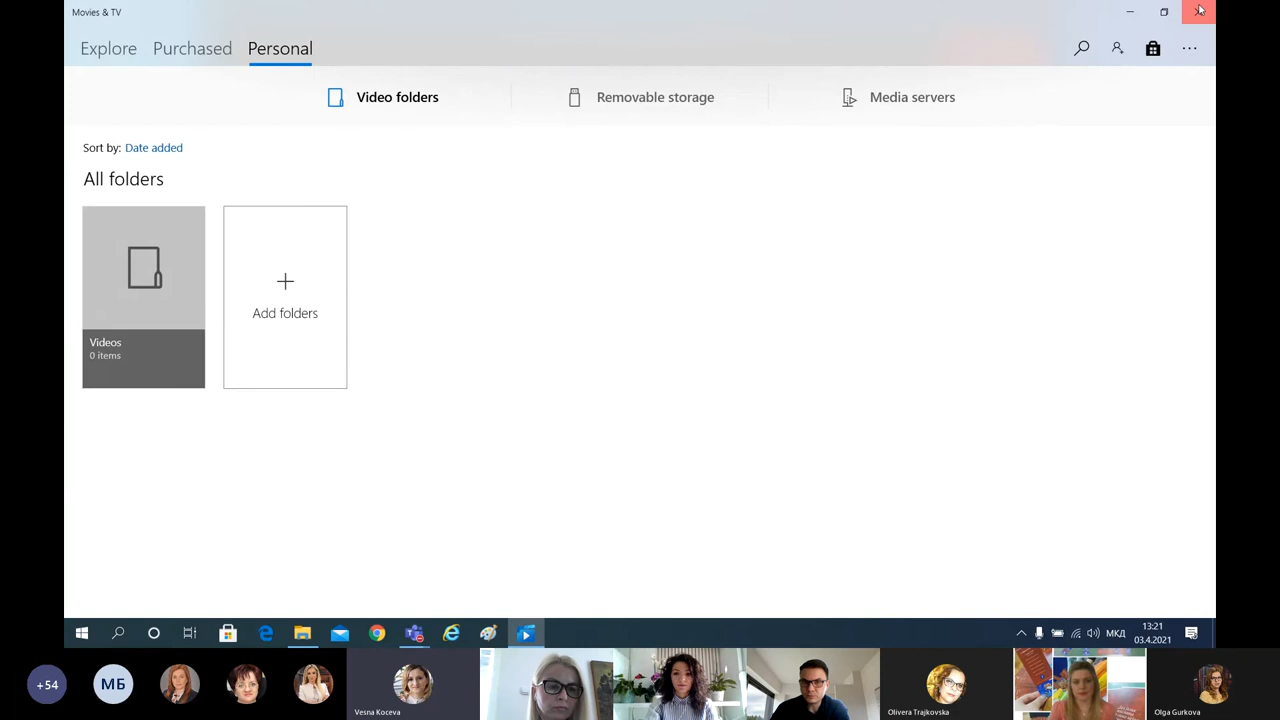 Movies & TV
Explore Purchased Personal
Video folders
Removable storage
Media servers
Sort by: Date added
All folders
Videos
0 items
Add folders
МКД
13:21
03.4.2021
+54
МБ
Vesna Koceva
Olivera Trajkovska
Olga Gurkova